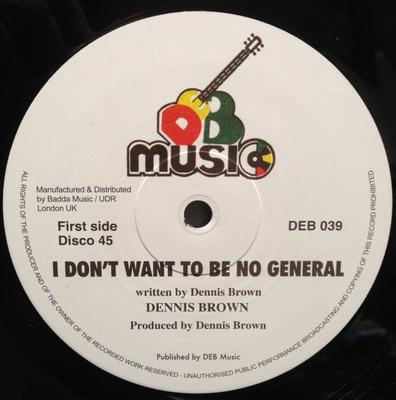 DB
MUSIC
Manufactured & Distributed
by Badda Music / UDR
London UK
First side
Disco 45
DEB 039
I DON'T WANT TO BE NO GENERAL
written by Dennis Brown
DENNIS BROWN
Produced by Dennis Brown
Published by DEB Music
ALL RIGHTS OF THE PRODUCER AND OF THE OWNER OF THE RECORDED WORK RESERVED - UNAUTHORISED PUBLIC PERFORMANCE BROADCASTING AND COPYING OF THIS RECORD PROHIBITED